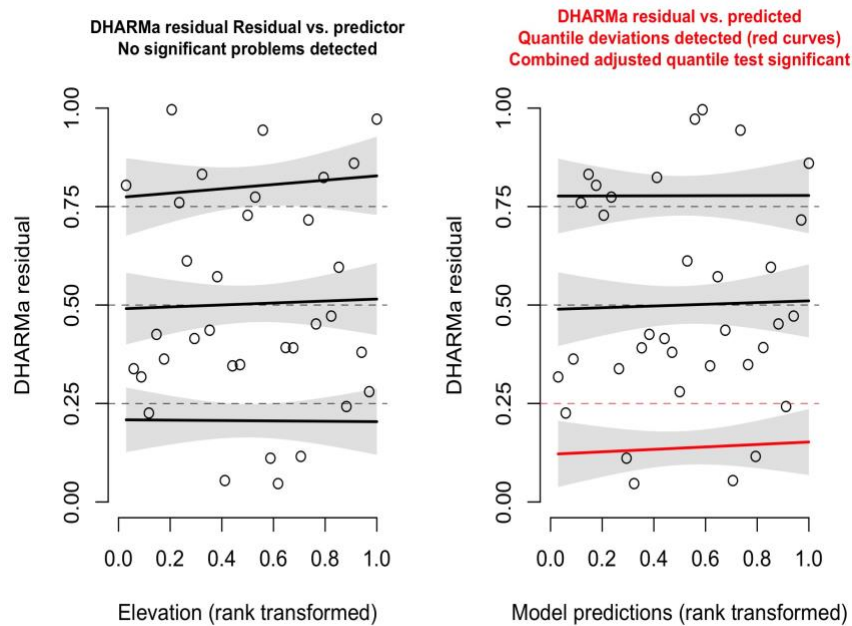 DHARMa residual Residual vs. predictor
No significant problems detected
1.00
0.75
0.50
0.25
0.00
DHARMa residual
0.0 0.2 0.4 0.6 0.8 1.0
Elevation (rank transformed)
DHARMa residual vs. predicted
Quantile deviations detected (red curves)
Combined adjusted quantile test significant
1.00
0.75
0.50
0.25
0.00
DHARMa residual
0.0 0.2 0.4 0.6 0.8 1.0
Model predictions (rank transformed)